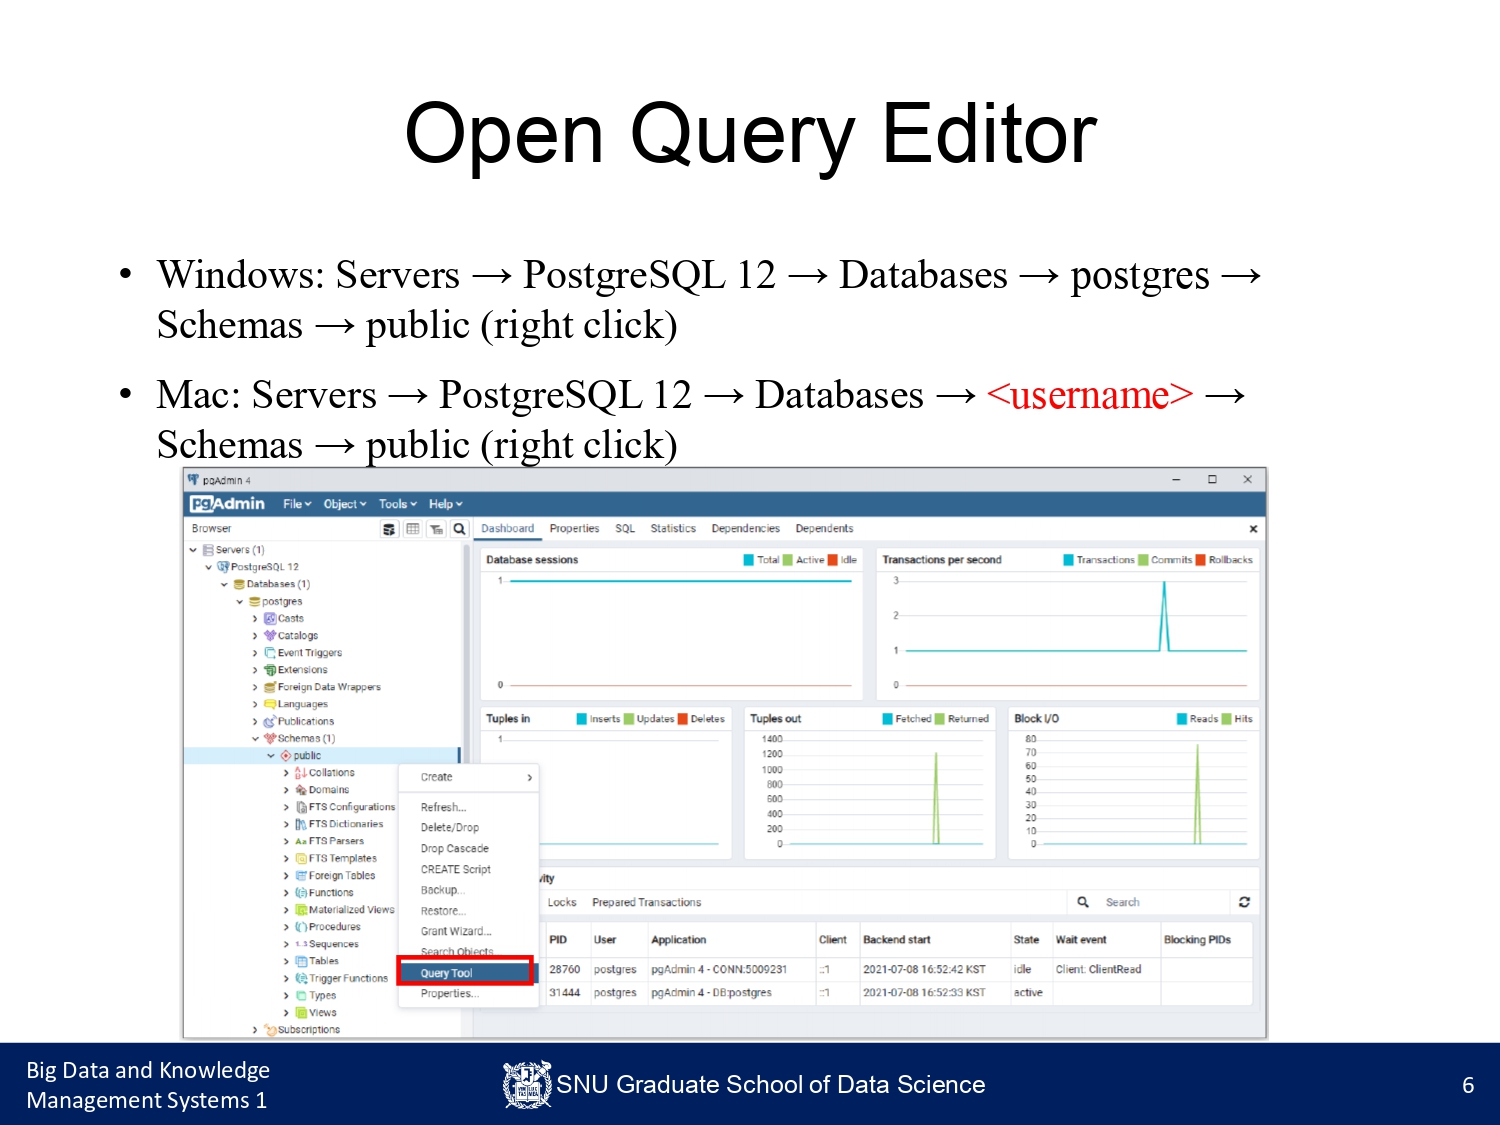 Open Query Editor
• Windows: Servers → PostgreSQL 12 → Databases → postgres →
Schemas → public (right click)
• Mac: Servers → PostgreSQL 12 → Databases → <username> →
Schemas → public (right click)
pgAdmin 4
pgAdmin File Object Tools Help
Browser
Dashboard Properties SQL Statistics Dependencies Dependents
Servers (1)
PostgreSQL 12
Databases (1)
postgres
Casts
Catalogs
Event Triggers
Extensions
Foreign Data Wrappers
Languages
Publications
Schemas (1)
public
Collations
Domains
FTS Configurations
FTS Dictionaries
FTS Parsers
FTS Templates
Foreign Tables
Functions
Materialized Views
Procedures
1..3 Sequences
Tables
Trigger Functions
Types
Views
Subscriptions
Create
Refresh...
Delete/Drop
Drop Cascade
CREATE Script
Backup...
Restore...
Grant Wizard...
Search Objects...
Query Tool
Properties...
Database sessions Total Active Idle
1
0
Transactions per second Transactions Commits Rollbacks
3
2
1
0
Tuples in Inserts Updates Deletes
1
Tuples out Fetched Returned
1400
1200
1000
800
600
400
200
0
Block I/O Reads Hits
80
70
60
50
40
30
20
10
0
vity
Locks Prepared Transactions Search
PID User Application Client Backend start State Wait event Blocking PIDs
28760 postgres pgAdmin 4 - CONN:5009231 ::1 2021-07-08 16:52:42 KST idle Client: ClientRead
31444 postgres pgAdmin 4 - DB:postgres ::1 2021-07-08 16:52:33 KST active
Big Data and Knowledge
Management Systems 1
SNU Graduate School of Data Science
6